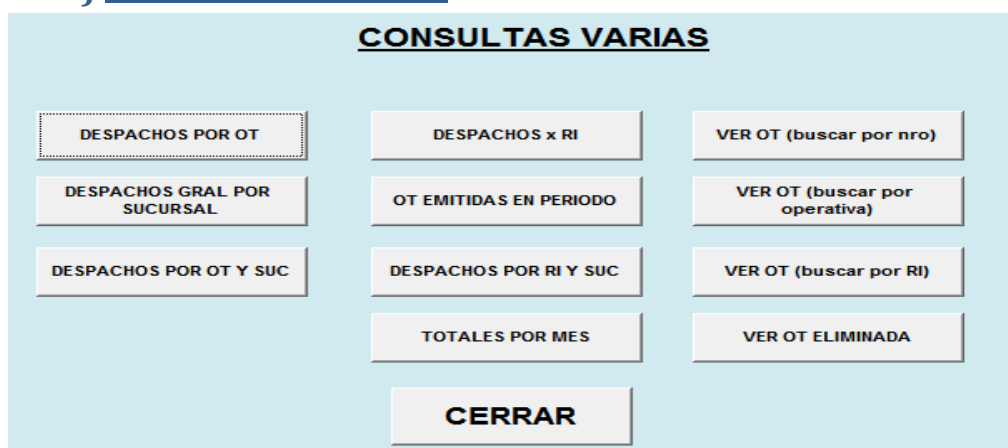 CONSULTAS VARIAS
DESPACHOS POR OT
DESPACHOS x RI
VER OT (buscar por nro)
DESPACHOS GRAL POR
SUCURSAL
OT EMITIDAS EN PERIODO
VER OT (buscar por
operativa)
DESPACHOS POR OT Y SUC
DESPACHOS POR RI Y SUC
VER OT (buscar por RI)
TOTALES POR MES
VER OT ELIMINADA
CERRAR